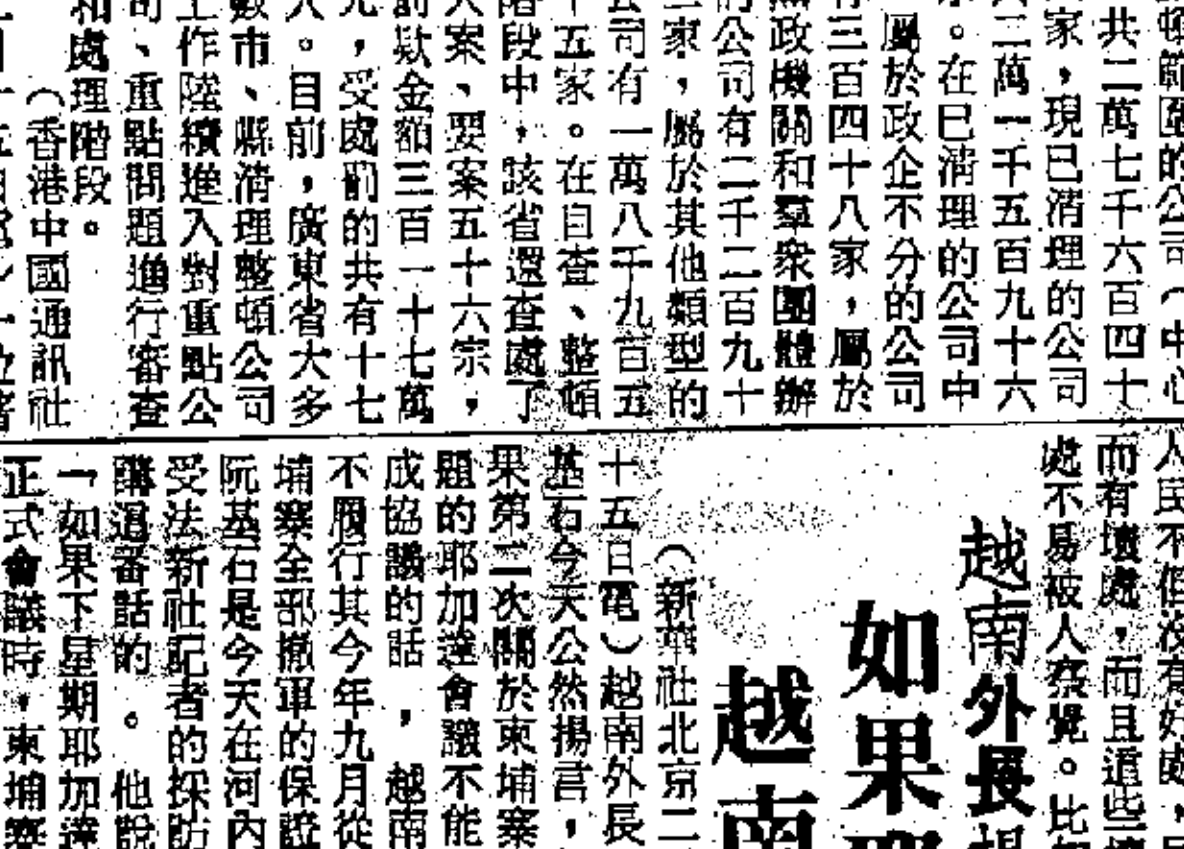 頓範圍的公司（中心
共二萬七千六百四十
家，現已清理的公司
二萬一千五百九十六
。在已清理的公司中
屬於政企不分的公司
三百四十八家，屬於
政機關和羣衆團體辦
公司有二千二百九十
家，屬於其他類型的
公司有一萬八千九百五
十五家。在自查、整頓
階段中，該省還查處了
大案、要案五十六宗，
罰欵金額三百一十七萬
元，受處罰的共有十七
人。目前，廣東省大多
數市、縣清理整頓公司
工作陸續進入對重點公
司、重點問題進行審查
和處理階段。
（香港中國通訊社
人民不但沒有好處，
而有壞處，而且這些壞
處不易被人察覺。比如
越南外長揚
如果
越南
（新華社北京二
十五日電）越南外長
基石今天公然揚言，
果第二次關於柬埔寨
題的耶加達會議不能
成協議的話，越南
不履行其今年九月從
埔寨全部撤軍的保證
阮基石是今天在河內
受法新社記者的採訪
講這番話的。他說
「如果下星期耶加達
正式會議時，柬埔寨